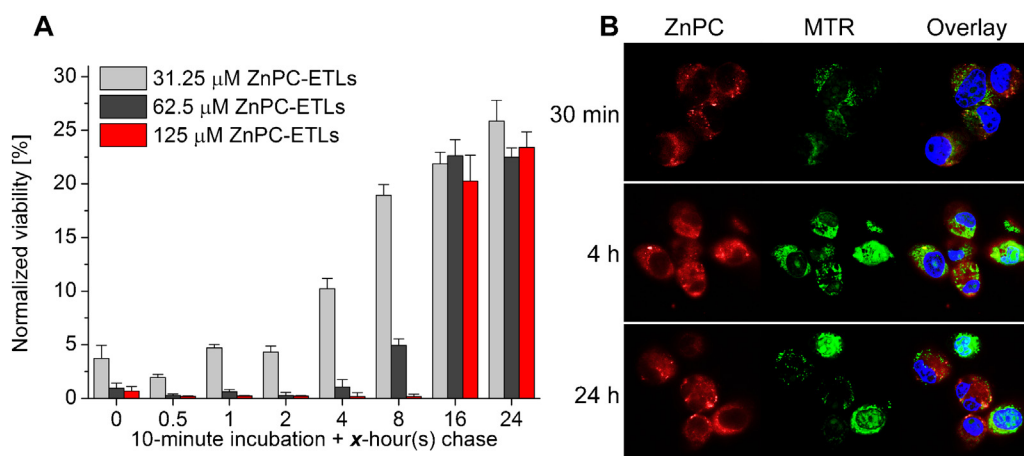 A
Normalized viability [%]
30
25
20
15
10
5
0
31.25 μM ZnPC-ETLs
62.5 μM ZnPC-ETLs
125 μM ZnPC-ETLs
0 0.5 1 2 4 8 16 24
10-minute incubation + x-hour(s) chase
B
ZnPC MTR Overlay
30 min
4 h
24 h